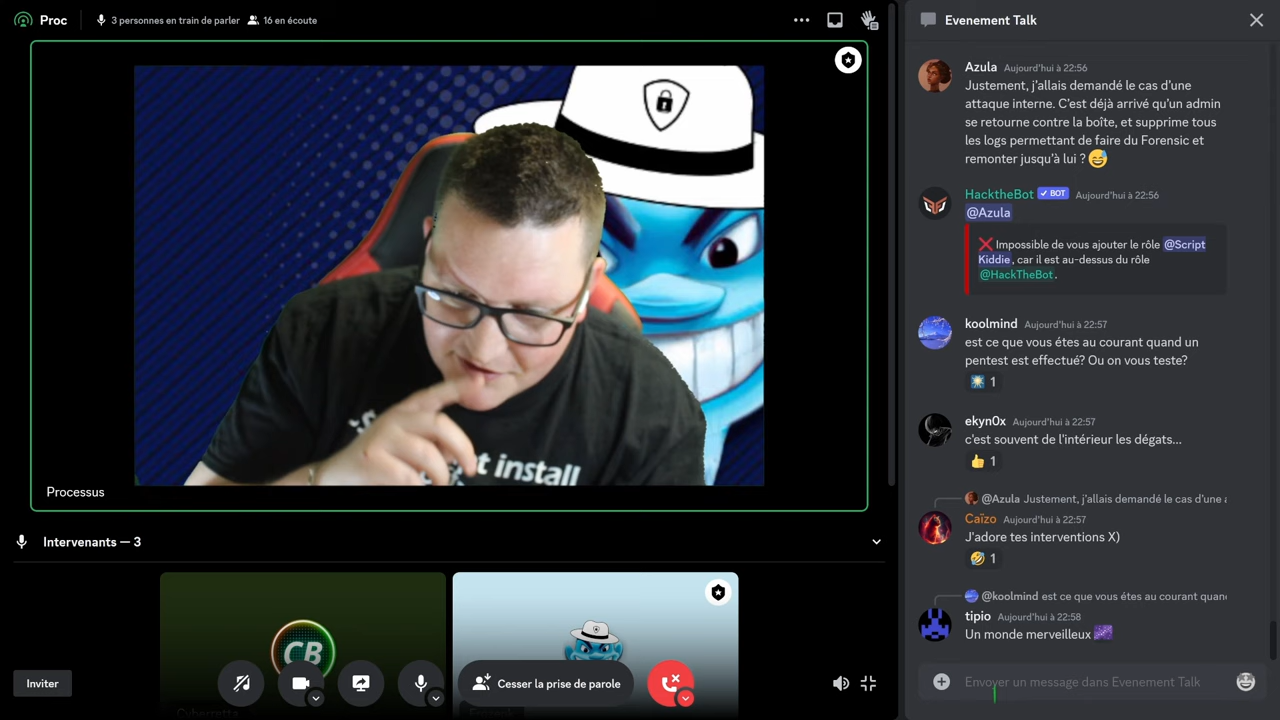 Proc
3 personnes en train de parler
16 en écoute
Processus
t install
Intervenants — 3
CB
Inviter
Cesser la prise de parole
Evenement Talk
Azula Aujourd'hui à 22:56
Justement, j'allais demandé le cas d'une
attaque interne. C'est déjà arrivé qu'un admin
se retourne contre la boîte, et supprime tous
les logs permettant de faire du Forensic et
remonter jusqu'à lui ? 😅
HacktheBot ✓ BOT Aujourd'hui à 22:56
@Azula
❌ Impossible de vous ajouter le rôle @Script
Kiddie, car il est au-dessus du rôle
@HackTheBot.
koolmind Aujourd'hui à 22:57
est ce que vous étes au courant quand un
pentest est effectué? Ou on vous teste?
1
ekyn0x Aujourd'hui à 22:57
c'est souvent de l'intérieur les dégats...
👍 1
@Azula Justement, j'allais demandé le cas d'une a
Caïzo Aujourd'hui à 22:57
J'adore tes interventions X)
🤣 1
@koolmind est ce que vous étes au courant quan
tipio Aujourd'hui à 22:58
Un monde merveilleux 🌌
Envoyer un message dans Evenement Talk